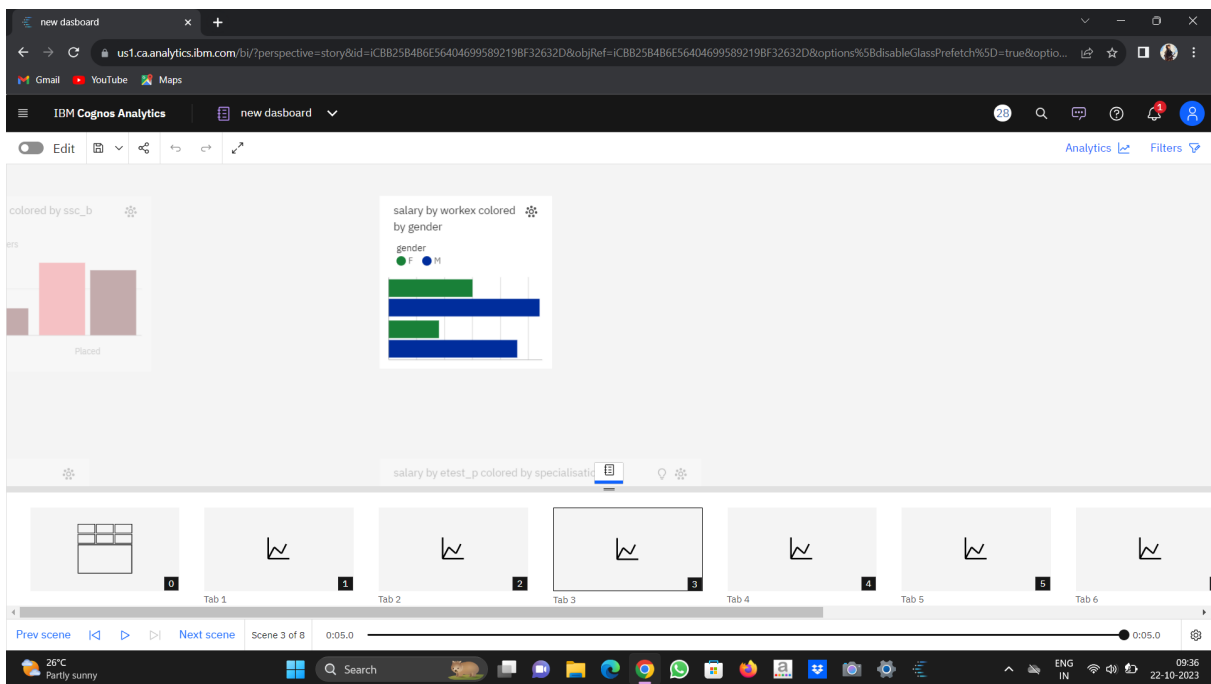 new dasboard
us1.ca.analytics.ibm.com/bi/?perspective=story&id=iCBB25B4B6E56404699589219BF32632D&objRef=iCBB25B4B6E56404699589219BF32632D&options%5BdisableGlassPrefetch%5D=true&optio...
Gmail YouTube Maps
IBM Cognos Analytics new dasboard 28 1
Edit Analytics Filters
colored by ssc_b
ers
Placed
salary by workex colored
by gender
gender
F M
salary by etest_p colored by specialisatio
0 1 2 3 4 5
Tab 1 Tab 2 Tab 3 Tab 4 Tab 5 Tab 6
Prev scene Next scene Scene 3 of 8 0:05.0 0:05.0
26°C
Partly sunny
Search
ENG
IN
09:36
22-10-2023